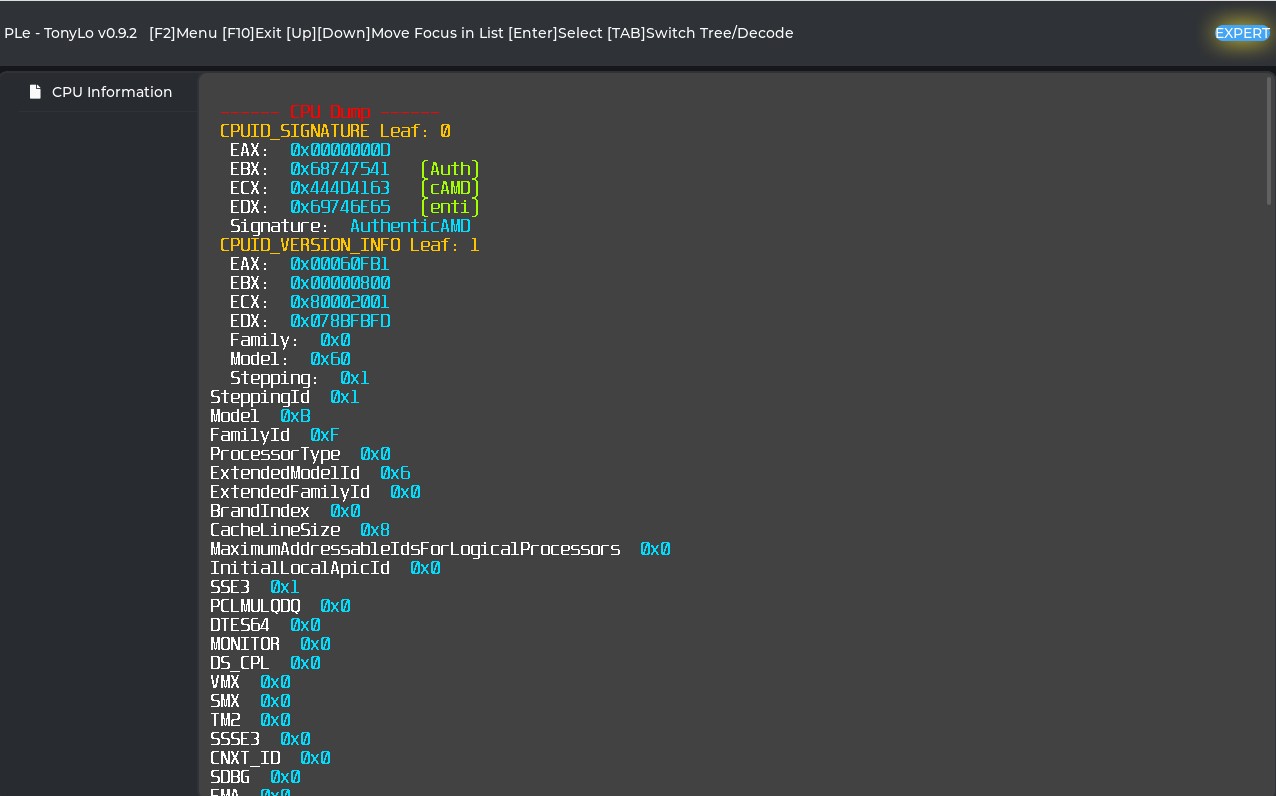 PLe - TonyLo v0.9.2 [F2]Menu [F10]Exit [Up][Down]Move Focus in List [Enter]Select [TAB]Switch Tree/Decode EXPERT
CPU Information
------ CPU Dump ------
CPUID_SIGNATURE Leaf: 0
EAX: 0x0000000D
EBX: 0x68747541 [Auth]
ECX: 0x444D4163 [cAMD]
EDX: 0x69746E65 [enti]
Signature: AuthenticAMD
CPUID_VERSION_INFO Leaf: 1
EAX: 0x00060FB1
EBX: 0x00000800
ECX: 0x80002001
EDX: 0x078BFBFD
Family: 0x0
Model: 0x60
Stepping: 0x1
SteppingId 0x1
Model 0xB
FamilyId 0xF
ProcessorType 0x0
ExtendedModelId 0x6
ExtendedFamilyId 0x0
BrandIndex 0x0
CacheLineSize 0x8
MaximumAddressableIdsForLogicalProcessors 0x0
InitialLocalApicId 0x0
SSE3 0x1
PCLMULQDQ 0x0
DTES64 0x0
MONITOR 0x0
DS_CPL 0x0
VMX 0x0
SMX 0x0
TM2 0x0
SSSE3 0x0
CNXT_ID 0x0
SDBG 0x0
FMA 0x0